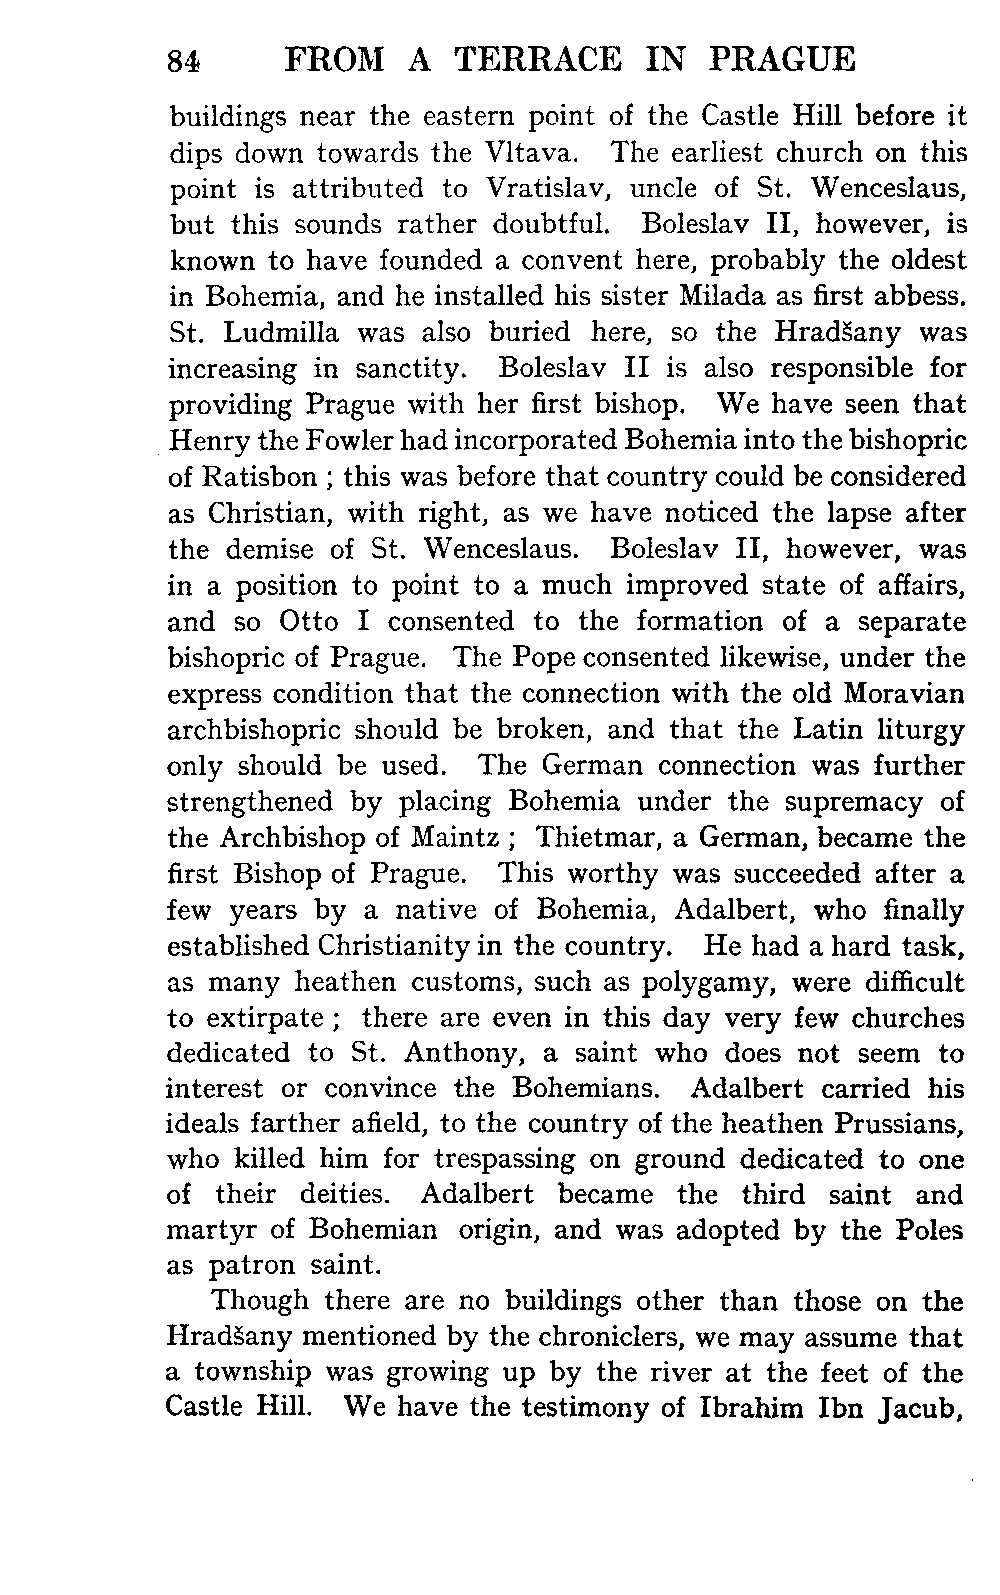 84 FROM A TERRACE IN PRAGUE
buildings near the eastern point of the Castle Hill before it
dips down towards the Vltava. The earliest church on this
point is attributed to Vratislav, uncle of St. Wenceslaus,
but this sounds rather doubtful. Boleslav II, however, is
known to have founded a convent here, probably the oldest
in Bohemia, and he installed his sister Milada as first abbess.
St. Ludmilla was also buried here, so the Hradšany was
increasing in sanctity. Boleslav II is also responsible for
providing Prague with her first bishop. We have seen that
Henry the Fowler had incorporated Bohemia into the bishopric
of Ratisbon ; this was before that country could be considered
as Christian, with right, as we have noticed the lapse after
the demise of St. Wenceslaus. Boleslav II, however, was
in a position to point to a much improved state of affairs,
and so Otto I consented to the formation of a separate
bishopric of Prague. The Pope consented likewise, under the
express condition that the connection with the old Moravian
archbishopric should be broken, and that the Latin liturgy
only should be used. The German connection was further
strengthened by placing Bohemia under the supremacy of
the Archbishop of Maintz ; Thietmar, a German, became the
first Bishop of Prague. This worthy was succeeded after a
few years by a native of Bohemia, Adalbert, who finally
established Christianity in the country. He had a hard task,
as many heathen customs, such as polygamy, were difficult
to extirpate ; there are even in this day very few churches
dedicated to St. Anthony, a saint who does not seem to
interest or convince the Bohemians. Adalbert carried his
ideals farther afield, to the country of the heathen Prussians,
who killed him for trespassing on ground dedicated to one
of their deities. Adalbert became the third saint and
martyr of Bohemian origin, and was adopted by the Poles
as patron saint.
Though there are no buildings other than those on the
Hradšany mentioned by the chroniclers, we may assume that
a township was growing up by the river at the feet of the
Castle Hill. We have the testimony of Ibrahim Ibn Jacub,